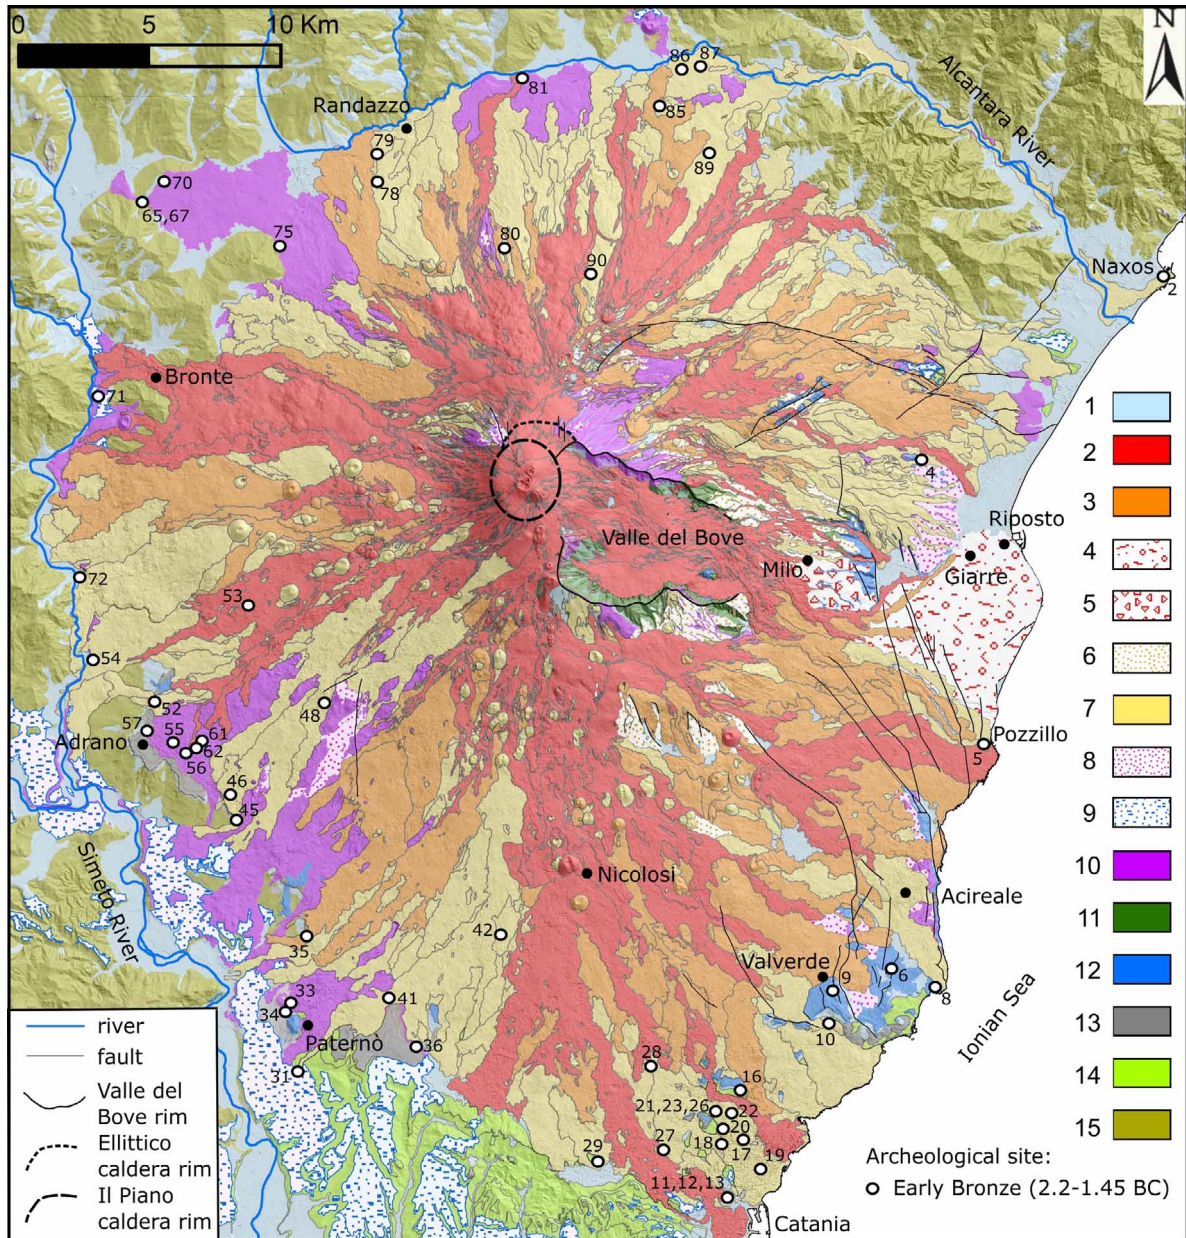 0 5 10 Km
N
86 87
81
Alcantara River
Randazzo
85
79
89
78
70
65,67
75
80
90
Naxos
2
Bronte
71
1
2
4
3
Riposto
Valle del Bove
4
Milo
Giarre
72
53
5
6
54
52
48
7
57
55
61
Adrano
62
56
Pozzillo
5
8
46
45
9
Simeto River
10
Nicolosi
Acireale
11
42
35
Valverde
6
12
9
8
33
41
34
10
Ionian Sea
13
Paternò
36
28
31
16
14
21,23,26
22
20
15
18
17
27
29
19
11,12,13
Catania
river
fault
Valle del
Bove rim
Ellittico
caldera rim
Il Piano
caldera rim
Archeological site:
Early Bronze (2.2-1.45 BC)